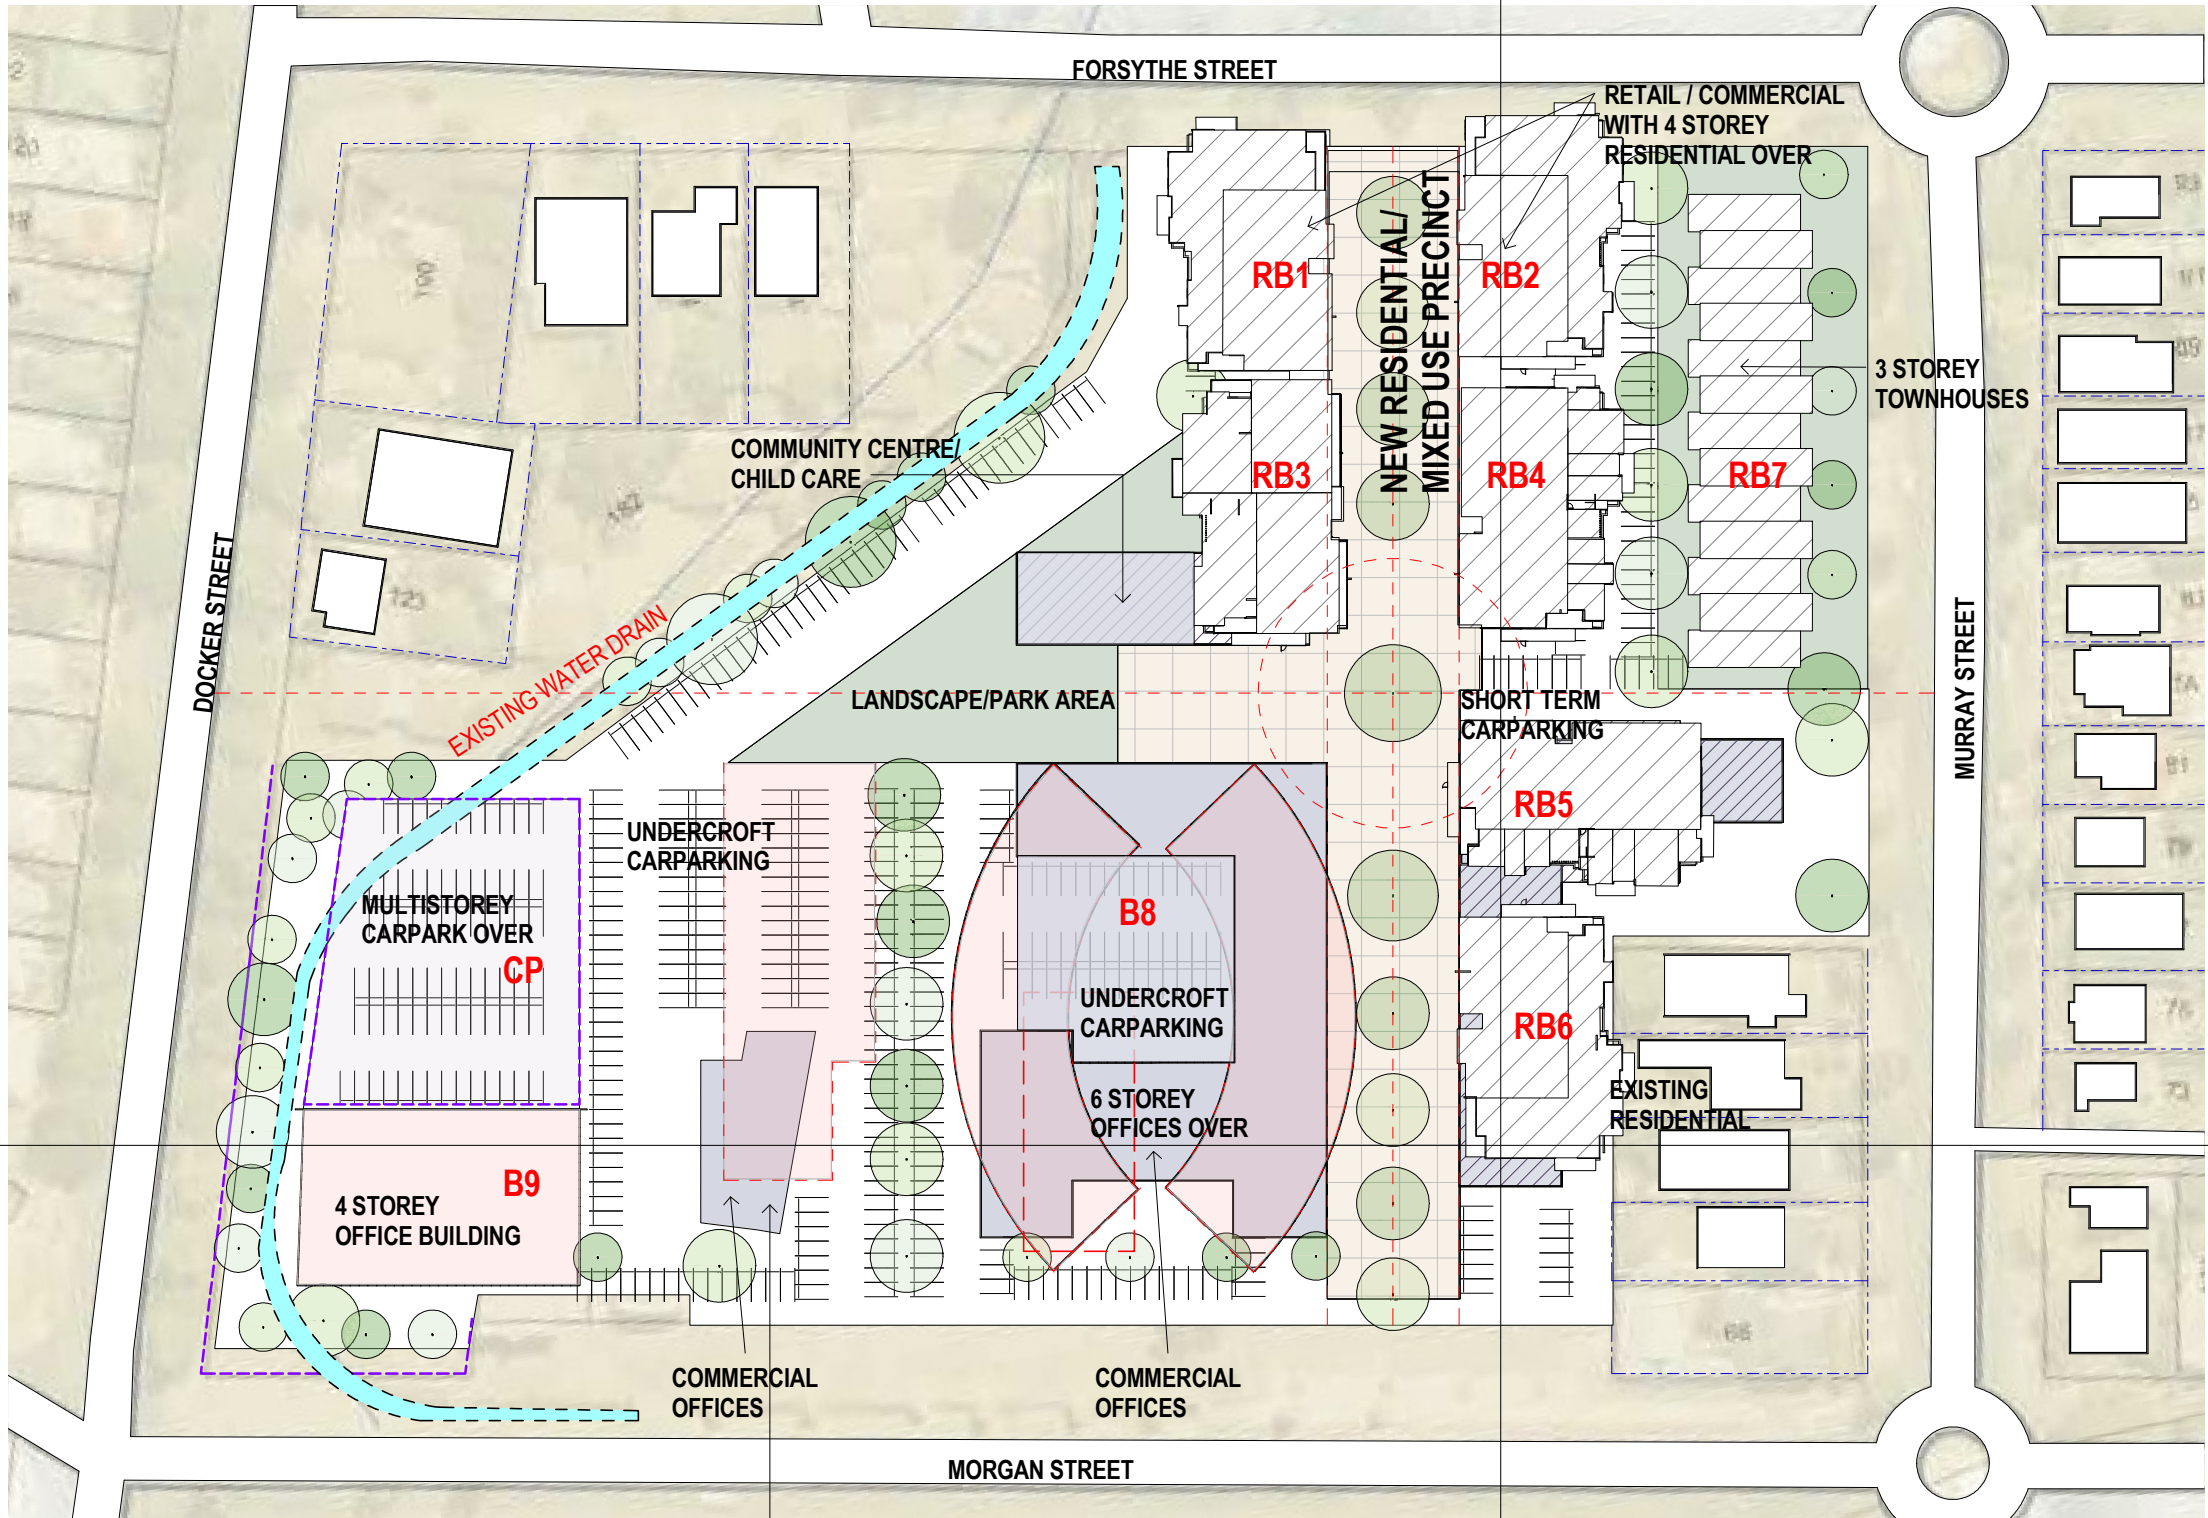 FORSYTHE STREET
RETAIL / COMMERCIAL
WITH 4 STOREY
RESIDENTIAL OVER
NEW RESIDENTIAL/
MIXED USE PRECINCT
RB1
RB2
3 STOREY
TOWNHOUSES
COMMUNITY CENTRE/
CHILD CARE
RB3
RB4
RB7
DOCKER STREET
EXISTING WATER DRAIN
MURRAY STREET
LANDSCAPE/PARK AREA
SHORT TERM
CARPARKING
RB5
UNDERCROFT
CARPARKING
MULTISTOREY
CARPARK OVER
CP
B8
UNDERCROFT
CARPARKING
RB6
6 STOREY
OFFICES OVER
EXISTING
RESIDENTIAL
B9
4 STOREY
OFFICE BUILDING
COMMERCIAL
OFFICES
COMMERCIAL
OFFICES
MORGAN STREET